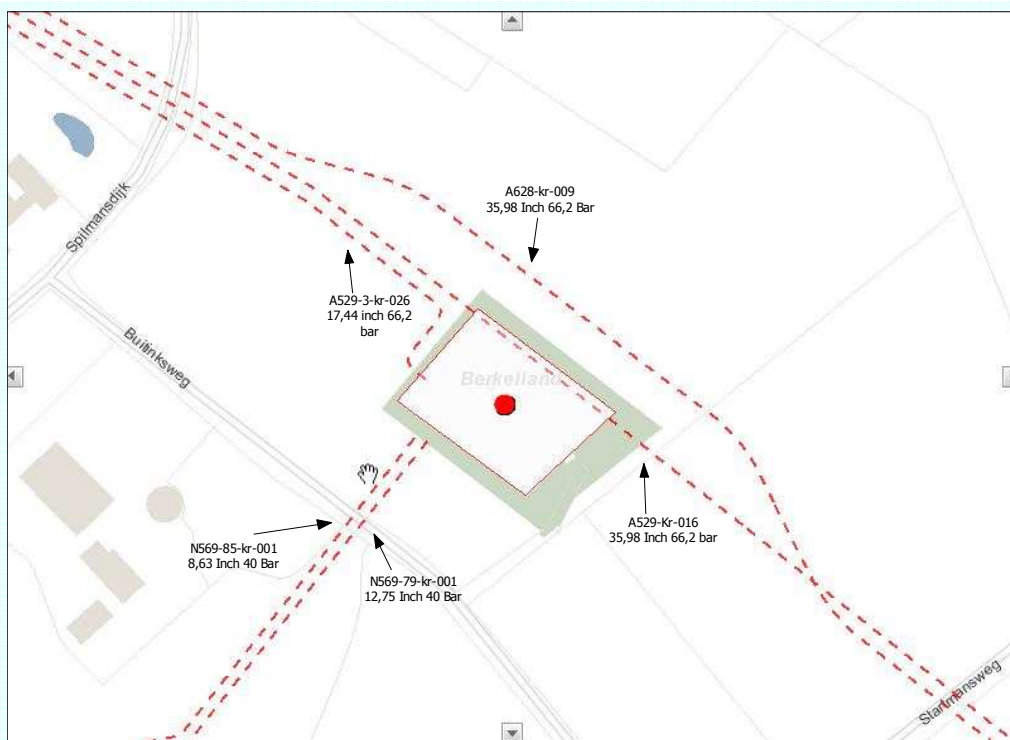 A628-kr-009
35,98 Inch 66,2 Bar
Spilmansdijk
A529-3-kr-026
17,44 inch 66,2
bar
Buitinksweg
Berkelland
A529-Kr-016
35,98 Inch 66,2 bar
N569-85-kr-001
8,63 Inch 40 Bar
N569-79-kr-001
12,75 Inch 40 Bar
Startmansweg